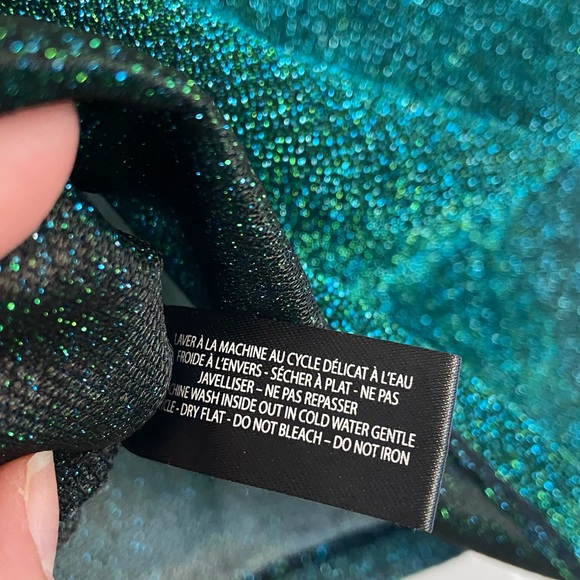 LAVER À LA MACHINE AU CYCLE DÉLICAT À L'EAU
FROIDE À L'ENVERS - SÉCHER À PLAT - NE PAS
JAVELLISER – NE PAS REPASSER
WASH INSIDE OUT IN COLD WATER GENTLE
- DRY FLAT - DO NOT BLEACH – DO NOT IRON